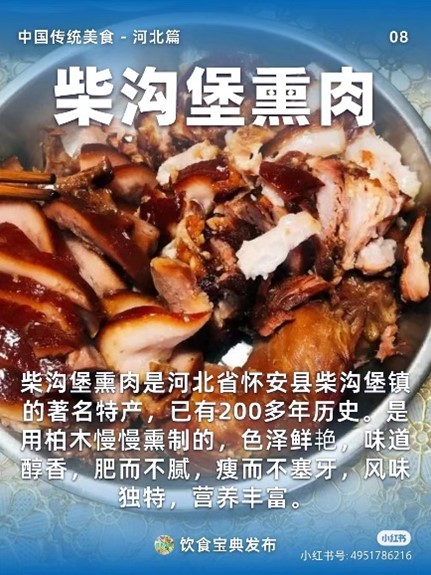 中国传统美食 - 河北篇
08
柴沟堡熏肉
柴沟堡熏肉是河北省怀安县柴沟堡镇
的著名特产，已有200多年历史。是
用柏木慢慢熏制的，色泽鲜艳，味道
醇香，肥而不腻，瘦而不塞牙，风味
独特，营养丰富。
饮食宝典发布
小红书
小红书号: 4951786216